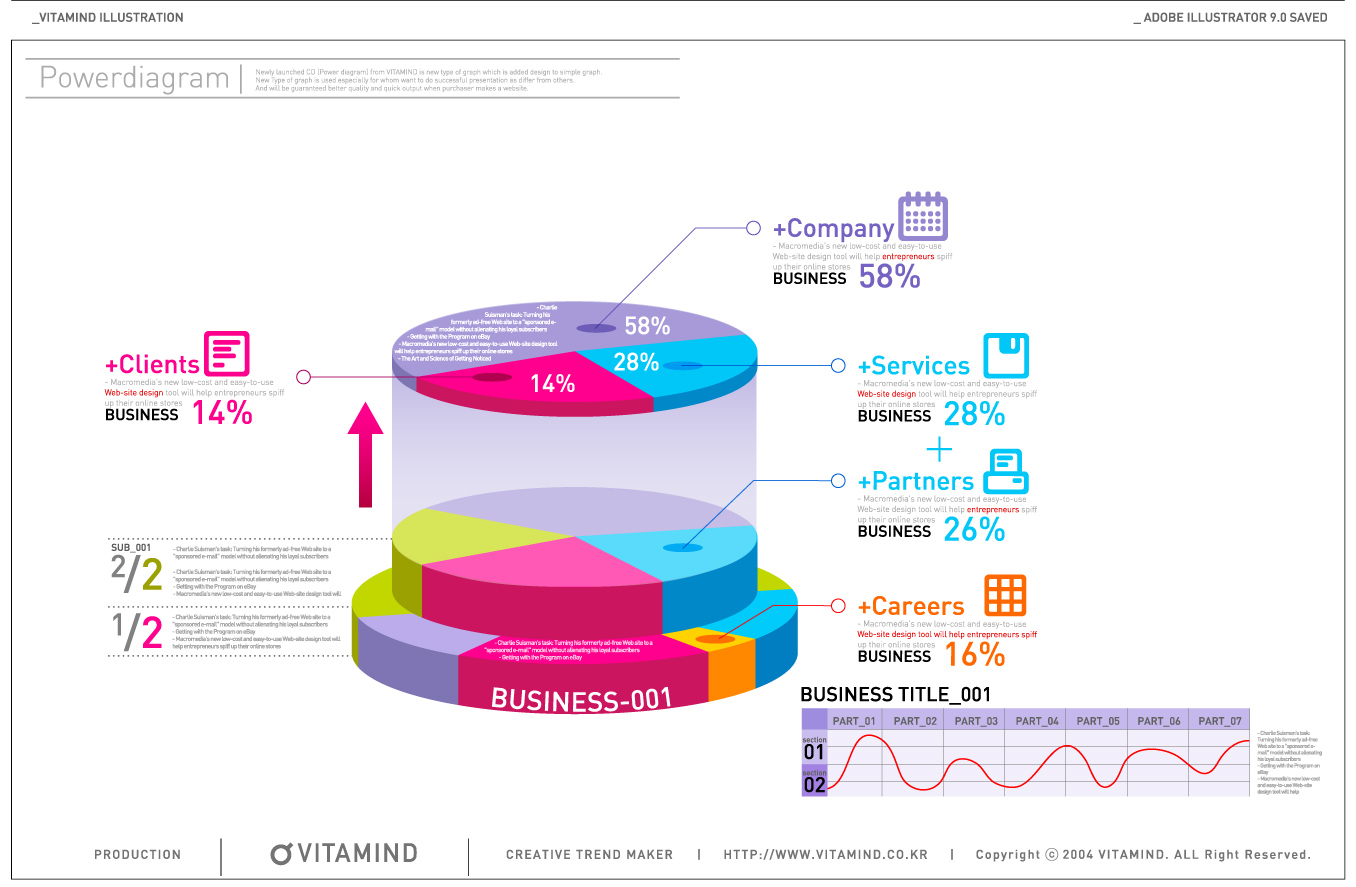 _VITAMIND ILLUSTRATION
_ ADOBE ILLUSTRATOR 9.0 SAVED
Powerdiagram
Newly launched CD (Power diagram) from VITAMIND is new type of graph which is added design to simple graph.
New Type of graph is used especially for whom want to do successful presentation as differ from others.
And will be guaranteed better quality and quick output when purchaser makes a website.
+Company
- Macromedia's new low-cost and easy-to-use
Web-site design tool will help entrepreneurs spiff
up their online stores
BUSINESS 58%
- Charlie
Suisman's task: Turning his
formerly ad-free Web site to a "sponsored e-
mail" model without alienating his loyal subscribers
- Getting with the Program on eBay
- Macromedia's new low-cost and easy-to-use Web-site design tool
will help entrepreneurs spiff up their online stores
- The Art and Science of Getting Noticed
58%
28%
14%
+Clients
- Macromedia's new low-cost and easy-to-use
Web-site design tool will help entrepreneurs spiff
up their online stores
BUSINESS 14%
+Services
- Macromedia's new low-cost and easy-to-use
Web-site design tool will help entrepreneurs spiff
up their online stores
BUSINESS 28%
+
+Partners
- Macromedia's new low-cost and easy-to-use
Web-site design tool will help entrepreneurs spiff
up their online stores
BUSINESS 26%
SUB_001
2/2
- Charlie Suisman's task: Turning his formerly ad-free Web site to a
"sponsored e-mail" model without alienating his loyal subscribers
- Charlie Suisman's task: Turning his formerly ad-free Web site to a
"sponsored e-mail" model without alienating his loyal subscribers
- Getting with the Program on eBay
- Macromedia's new low-cost and easy-to-use Web-site design tool will
1/2
- Charlie Suisman's task: Turning his formerly ad-free Web site to a
"sponsored e-mail" model without alienating his loyal subscribers
- Getting with the Program on eBay
- Macromedia's new low-cost and easy-to-use Web-site design tool will
help entrepreneurs spiff up their online stores
+Careers
- Macromedia's new low-cost and easy-to-use
Web-site design tool will help entrepreneurs spiff
up their online stores
BUSINESS 16%
- Charlie Suisman's task: Turning his formerly ad-free Web site to a
"sponsored e-mail" model without alienating his loyal subscribers
- Getting with the Program on eBay
BUSINESS-001
BUSINESS TITLE_001
PART_01 PART_02 PART_03 PART_04 PART_05 PART_06 PART_07
section
01
section
02
- Charlie Suisman's task:
Turning his formerly ad-free
Web site to a "sponsored e-
mail" model without alienating
his loyal subscribers
- Getting with the Program on
eBay
- Macromedia's new low-cost
and easy-to-use Web-site
design tool will help
PRODUCTION
VITAMIND
CREATIVE TREND MAKER | HTTP://WWW.VITAMIND.CO.KR | Copyright ⓒ 2004 VITAMIND. ALL Right Reserved.